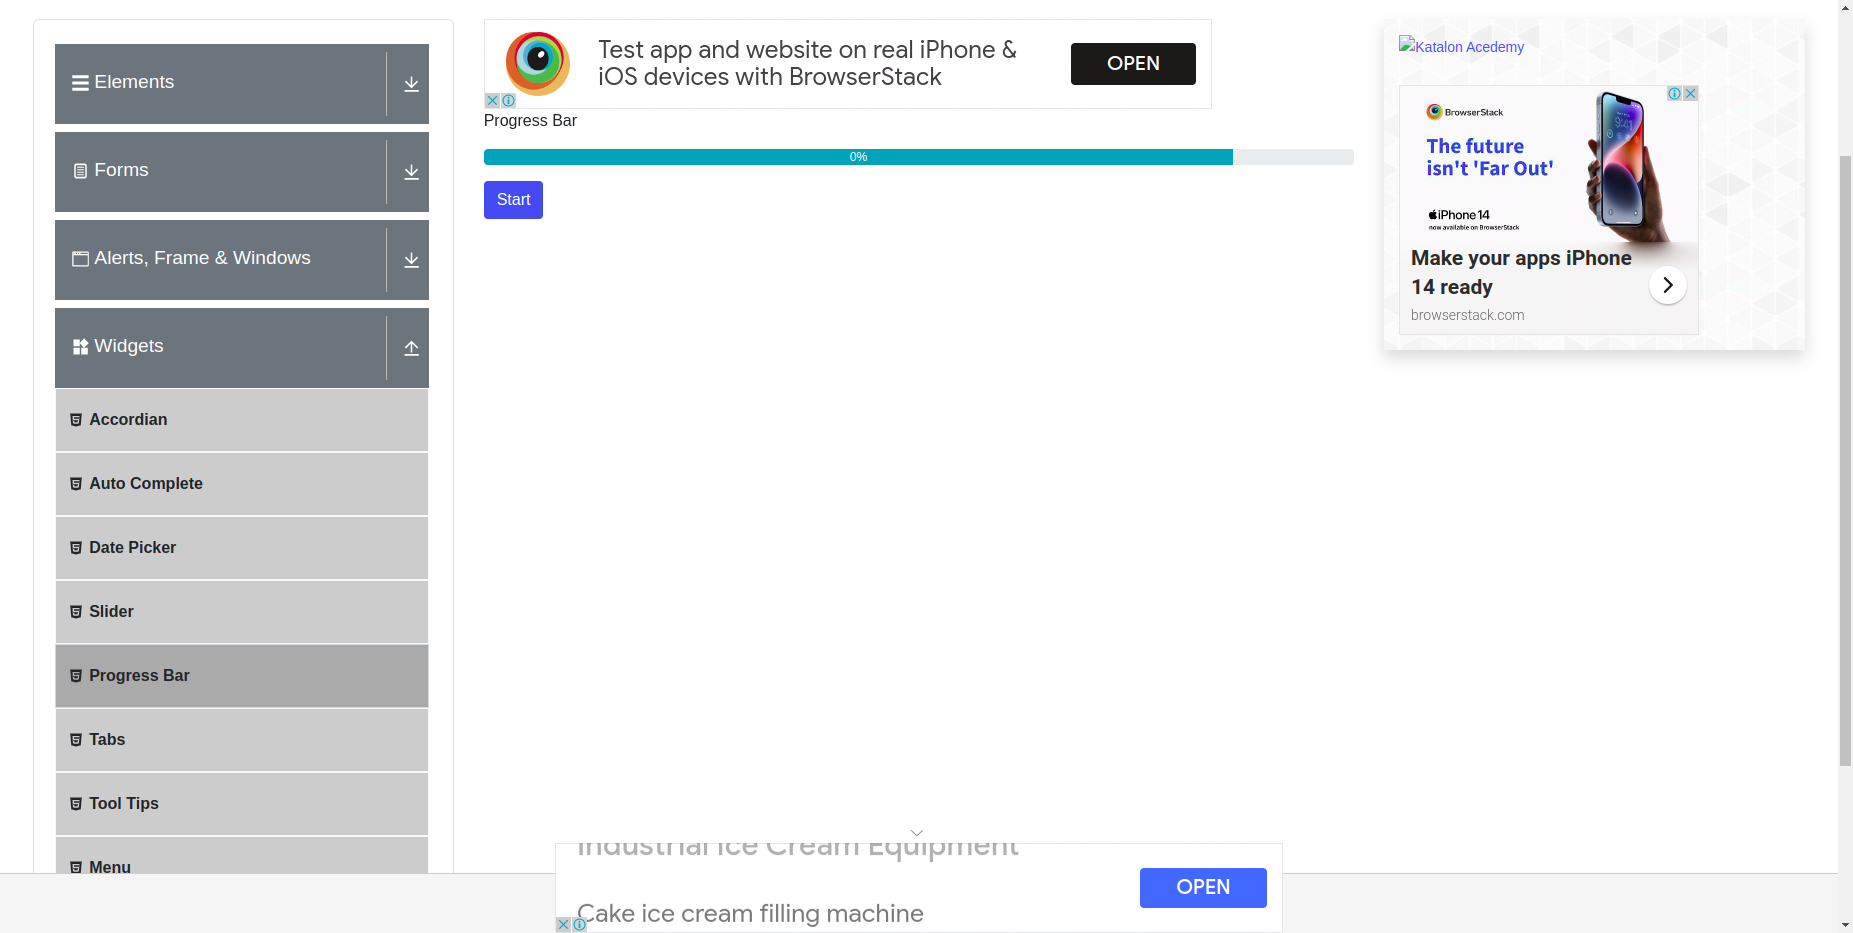 Elements
Forms
Alerts, Frame & Windows
Widgets
Accordian
Auto Complete
Date Picker
Slider
Progress Bar
Tabs
Tool Tips
Menu
Test app and website on real iPhone &
iOS devices with BrowserStack
OPEN
Progress Bar
0%
Start
Katalon Acedemy
BrowserStack
The future
isn't 'Far Out'
9:41
iPhone 14
now available on BrowserStack
Make your apps iPhone
14 ready
browserstack.com
Industrial Ice Cream Equipment
Cake ice cream filling machine
OPEN